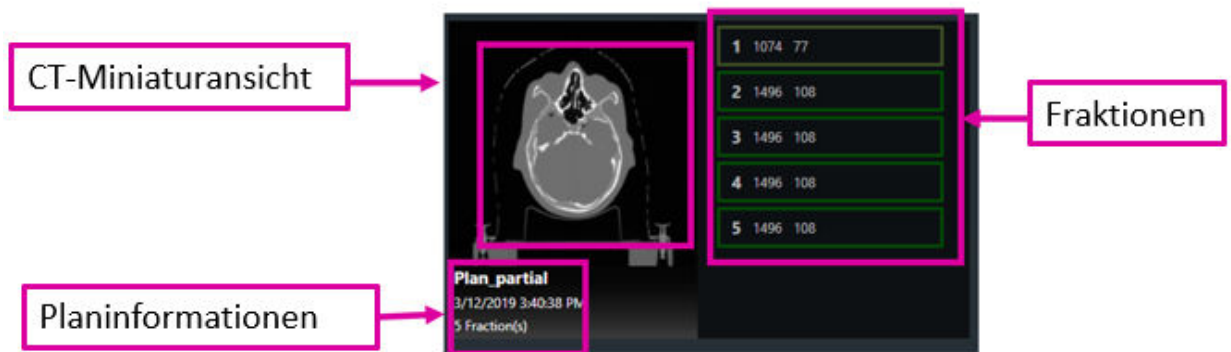 CT-Miniaturansicht
1 1074 77
2 1496 108
3 1496 108
4 1496 108
5 1496 108
Fraktionen
Plan_partial
3/12/2019 3:40:38 PM
5 Fraction(s)
Planinformationen